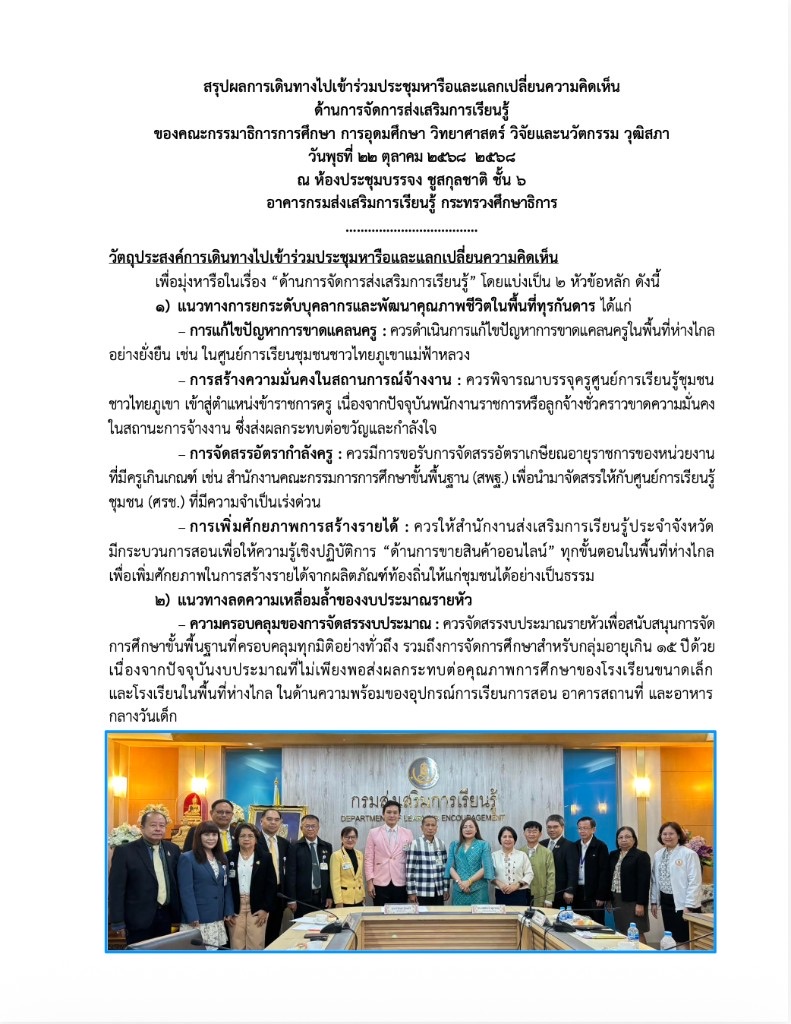 สรุปผลการเดินทางไปเข้าร่วมประชุมหารือและแลกเปลี่ยนความคิดเห็น
ด้านการจัดการส่งเสริมการเรียนรู้
ของคณะกรรมาธิการการศึกษา การอุดมศึกษา วิทยาศาสตร์ วิจัยและนวัตกรรม วุฒิสภา
วันพุธที่ ๒๒ ตุลาคม ๒๕๖๘ ๒๕๖๘
ณ ห้องประชุมบรรจง ชูสกุลชาติ ชั้น ๖
อาคารกรมส่งเสริมการเรียนรู้ กระทรวงศึกษาธิการ
....................................
วัตถุประสงค์การเดินทางไปเข้าร่วมประชุมหารือและแลกเปลี่ยนความคิดเห็น
เพื่อมุ่งหารือในเรื่อง “ด้านการจัดการส่งเสริมการเรียนรู้” โดยแบ่งเป็น ๒ หัวข้อหลัก ดังนี้
๑) แนวทางการยกระดับบุคลากรและพัฒนาคุณภาพชีวิตในพื้นที่ทุรกันดาร ได้แก่
– การแก้ไขปัญหาการขาดแคลนครู : ควรดำเนินการแก้ไขปัญหาการขาดแคลนครูในพื้นที่ห่างไกล
อย่างยั่งยืน เช่น ในศูนย์การเรียนชุมชนชาวไทยภูเขาแม่ฟ้าหลวง
– การสร้างความมั่นคงในสถานการณ์จ้างงาน : ควรพิจารณาบรรจุครูศูนย์การเรียนรู้ชุมชน
ชาวไทยภูเขา เข้าสู่ตำแหน่งข้าราชการครู เนื่องจากปัจจุบันพนักงานราชการหรือลูกจ้างชั่วคราวขาดความมั่นคง
ในสถานะการจ้างงาน ซึ่งส่งผลกระทบต่อขวัญและกำลังใจ
– การจัดสรรอัตรากำลังครู : ควรมีการขอรับการจัดสรรอัตราเกษียณอายุราชการของหน่วยงาน
ที่มีครูเกินเกณฑ์ เช่น สำนักงานคณะกรรมการการศึกษาขั้นพื้นฐาน (สพฐ.) เพื่อนำมาจัดสรรให้กับศูนย์การเรียนรู้
ชุมชน (ศรช.) ที่มีความจำเป็นเร่งด่วน
– การเพิ่มศักยภาพการสร้างรายได้ : ควรให้สำนักงานส่งเสริมการเรียนรู้ประจำจังหวัด
มีกระบวนการสอนเพื่อให้ความรู้เชิงปฏิบัติการ “ด้านการขายสินค้าออนไลน์” ทุกขั้นตอนในพื้นที่ห่างไกล
เพื่อเพิ่มศักยภาพในการสร้างรายได้จากผลิตภัณฑ์ท้องถิ่นให้แก่ชุมชนได้อย่างเป็นธรรม
๒) แนวทางลดความเหลื่อมล้ำของงบประมาณรายหัว
– ความครอบคลุมของการจัดสรรงบประมาณ : ควรจัดสรรงบประมาณรายหัวเพื่อสนับสนุนการจัด
การศึกษาขั้นพื้นฐานที่ครอบคลุมทุกมิติอย่างทั่วถึง รวมถึงการจัดการศึกษาสำหรับกลุ่มอายุเกิน ๑๕ ปีด้วย
เนื่องจากปัจจุบันงบประมาณที่ไม่เพียงพอส่งผลกระทบต่อคุณภาพการศึกษาของโรงเรียนขนาดเล็ก
และโรงเรียนในพื้นที่ห่างไกล ในด้านความพร้อมของอุปกรณ์การเรียนการสอน อาคารสถานที่ และอาหาร
กลางวันเด็ก
กรมส่งเสริมการเรียนรู้
DEPARTMENT OF LEARNING ENCOURAGEMENT